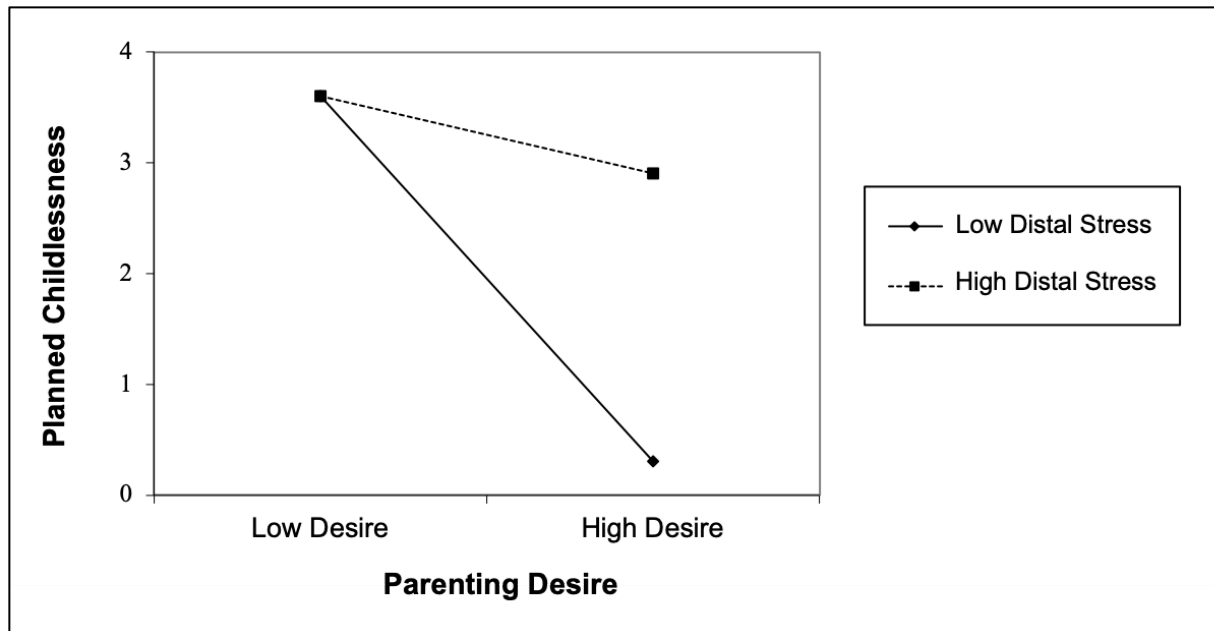 4
3
2
1
0
Planned Childlessness
Low Desire
High Desire
Parenting Desire
Low Distal Stress
High Distal Stress